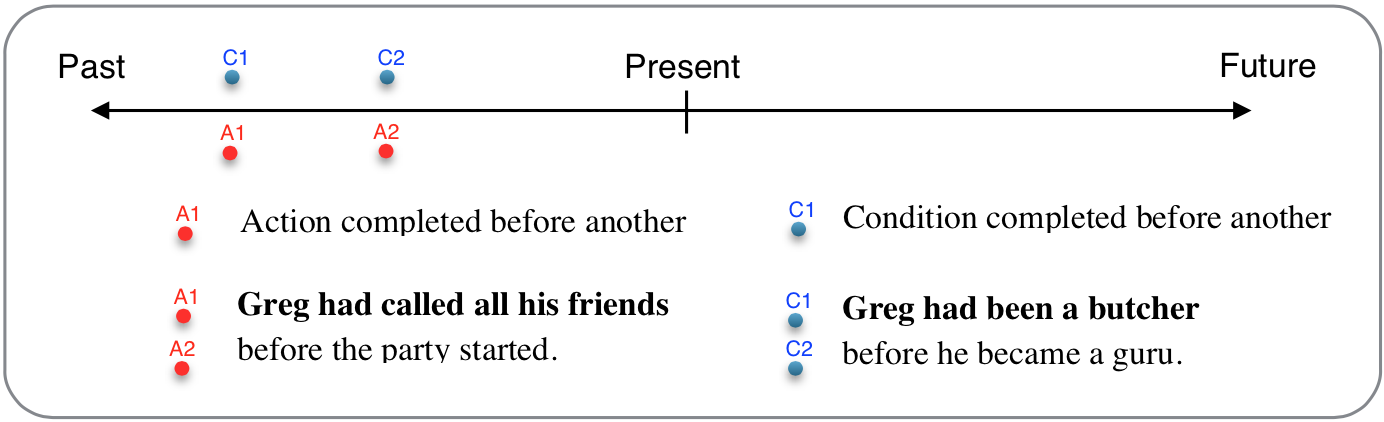 Past
C1
C2
Present
Future
A1
A2
A1 Action completed before another
C1 Condition completed before another
A1 Greg had called all his friends
A2 before the party started.
C1 Greg had been a butcher
C2 before he became a guru.